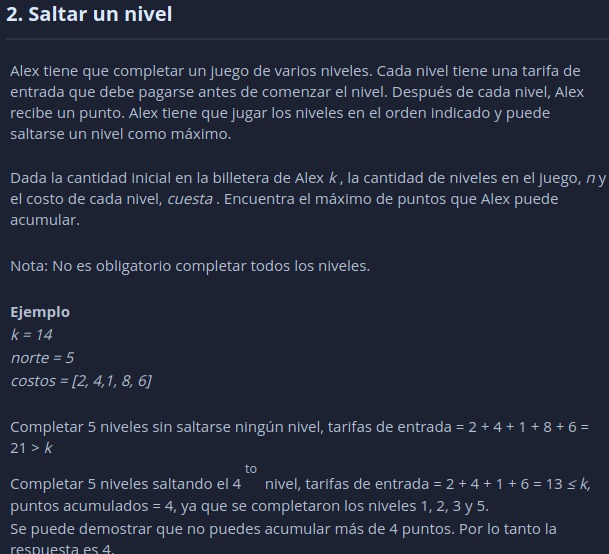 2. Saltar un nivel
Alex tiene que completar un juego de varios niveles. Cada nivel tiene una tarifa de
entrada que debe pagarse antes de comenzar el nivel. Después de cada nivel, Alex
recibe un punto. Alex tiene que jugar los niveles en el orden indicado y puede
saltarse un nivel como máximo.
Dada la cantidad inicial en la billetera de Alex k , la cantidad de niveles en el juego, n y
el costo de cada nivel, cuesta . Encuentra el máximo de puntos que Alex puede
acumular.
Nota: No es obligatorio completar todos los niveles.
Ejemplo
k = 14
norte = 5
costos = [2, 4,1, 8, 6]
Completar 5 niveles sin saltarse ningún nivel, tarifas de entrada = 2 + 4 + 1 + 8 + 6 =
21 > k
Completar 5 niveles saltando el 4 to nivel, tarifas de entrada = 2 + 4 + 1 + 6 = 13 ≤ k,
puntos acumulados = 4, ya que se completaron los niveles 1, 2, 3 y 5.
Se puede demostrar que no puedes acumular más de 4 puntos. Por lo tanto la
respuesta es 4.